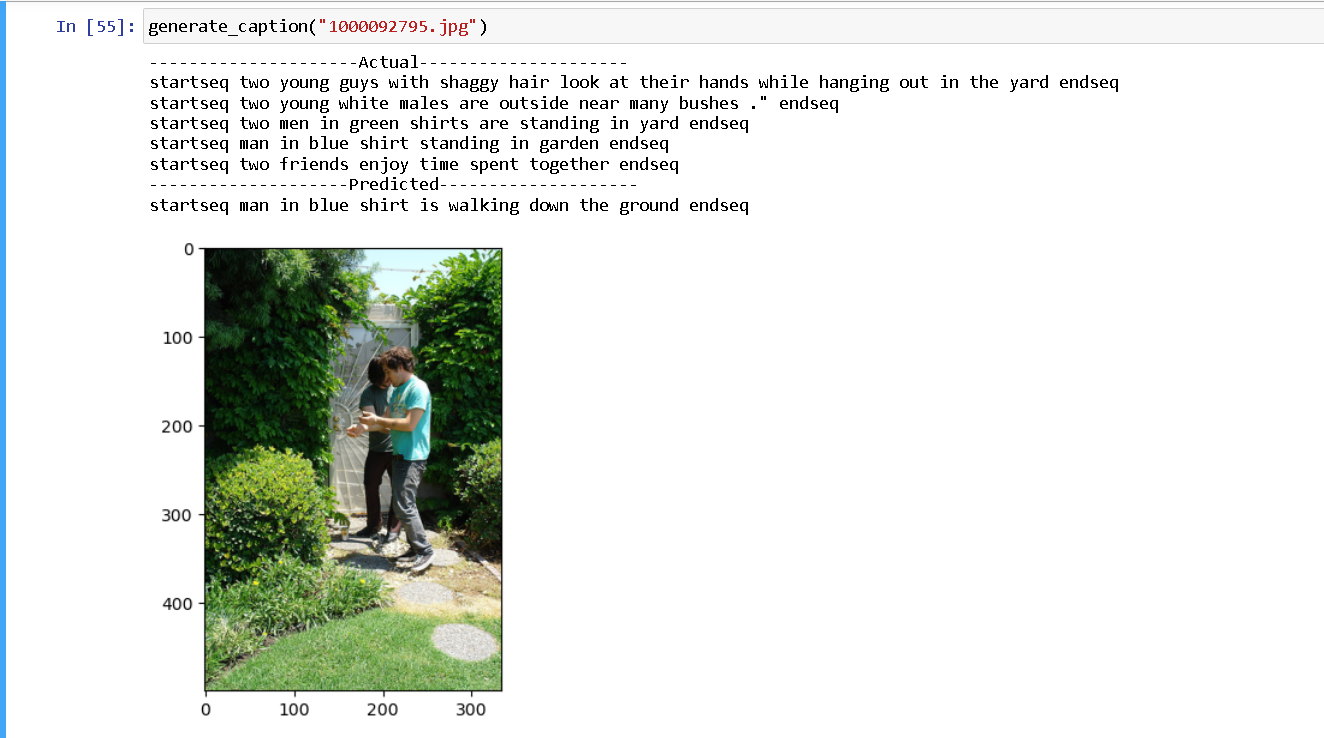 In [55]: generate_caption("1000092795.jpg")
---------------------Actual---------------------
startseq two young guys with shaggy hair look at their hands while hanging out in the yard endseq
startseq two young white males are outside near many bushes ." endseq
startseq two men in green shirts are standing in yard endseq
startseq man in blue shirt standing in garden endseq
startseq two friends enjoy time spent together endseq
--------------------Predicted--------------------
startseq man in blue shirt is walking down the ground endseq
0
100
200
300
400
0 100 200 300